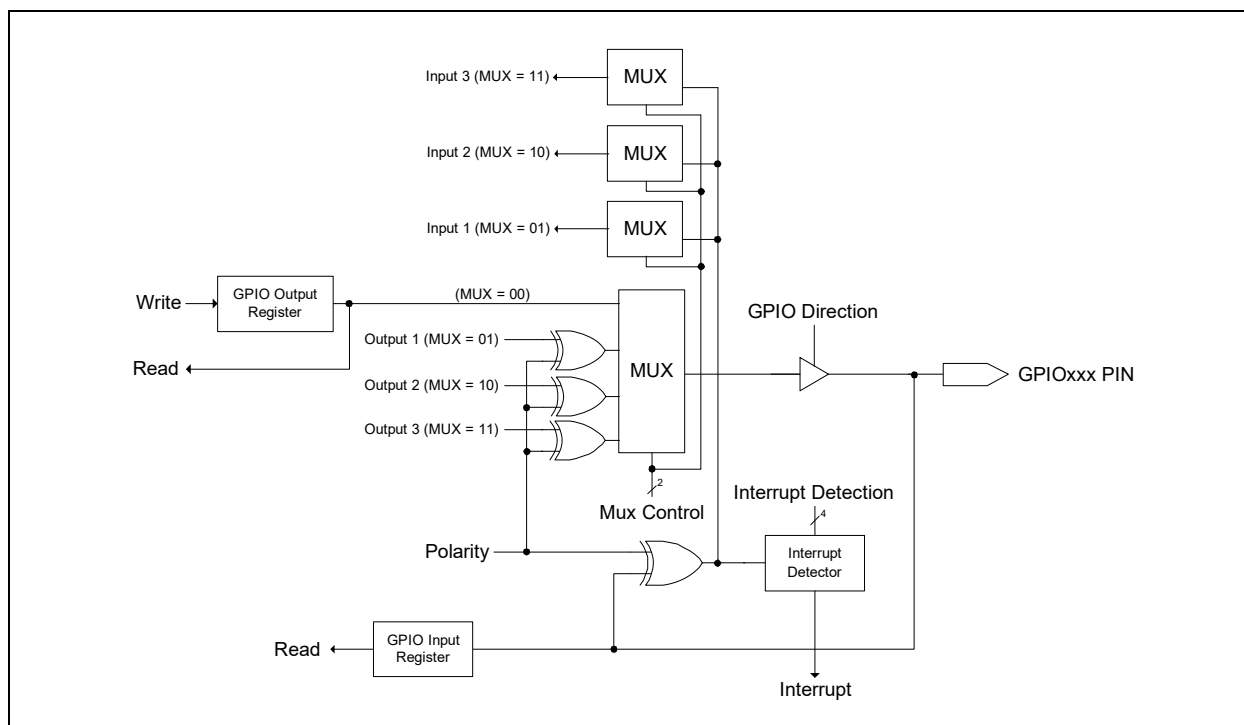 Input 3 (MUX = 11)
MUX
Input 2 (MUX = 10)
MUX
Input 1 (MUX = 01)
MUX
Write
GPIO Output
Register
(MUX = 00)
Read
Output 1 (MUX = 01)
Output 2 (MUX = 10)
Output 3 (MUX = 11)
MUX
GPIO Direction
GPIOxxx PIN
2
Mux Control
Interrupt Detection
4
Polarity
Interrupt
Detector
Read
GPIO Input
Register
Interrupt